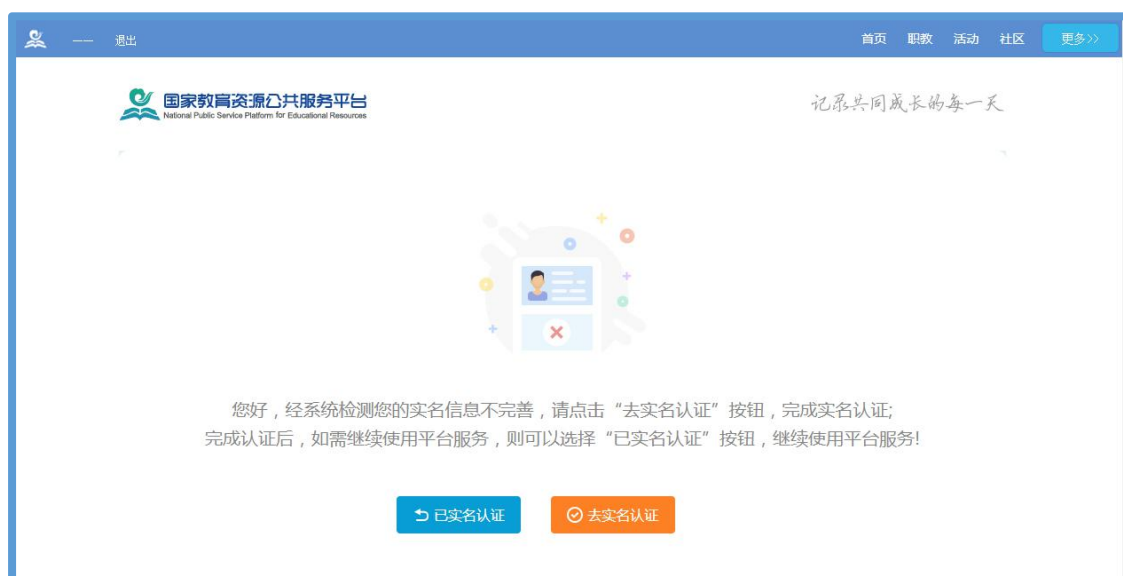 —— 退出 首页 职教 活动 社区 更多>>
国家教育资源公共服务平台
National Public Service Platform for Educational Resources
记录共同成长的每一天
您好，经系统检测您的实名信息不完善，请点击“去实名认证”按钮，完成实名认证;
完成认证后，如需继续使用平台服务，则可以选择“已实名认证”按钮，继续使用平台服务!
已实名认证 去实名认证